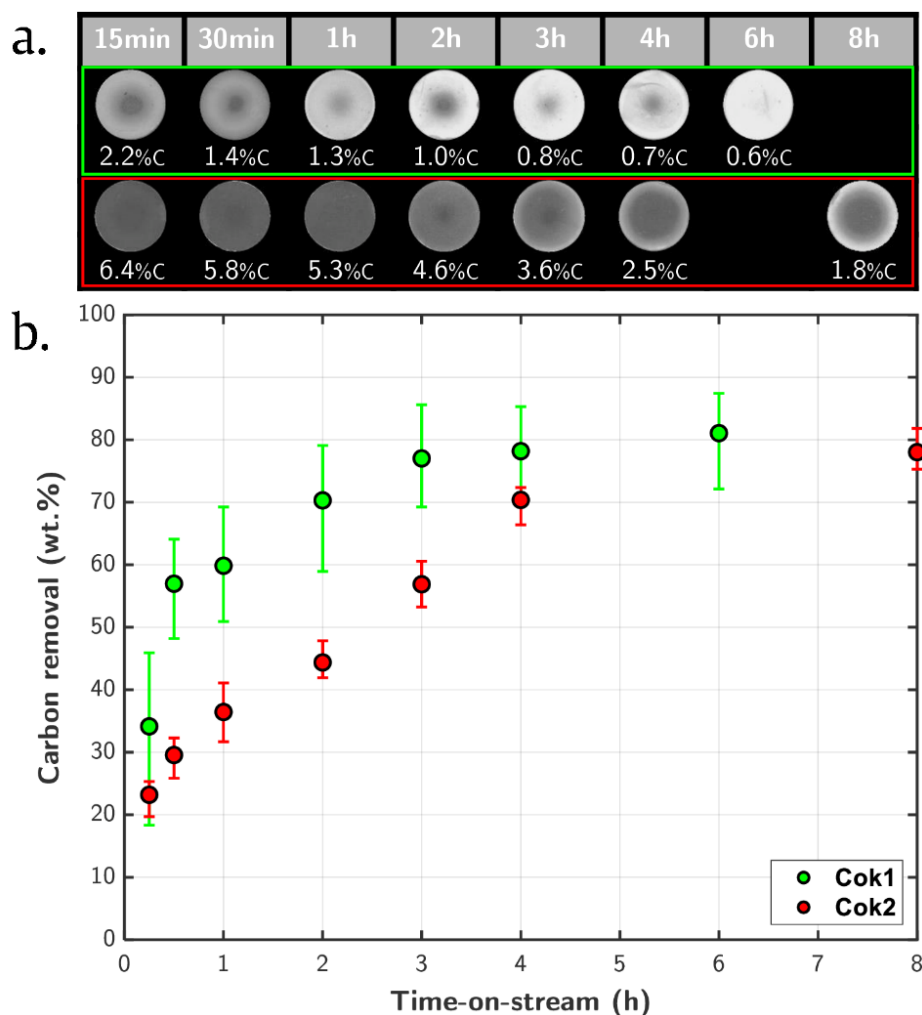 a.
15min 30min 1h 2h 3h 4h 6h 8h
2.2%C 1.4%C 1.3%C 1.0%C 0.8%C 0.7%C 0.6%C
6.4%C 5.8%C 5.3%C 4.6%C 3.6%C 2.5%C 1.8%C
b.
100
90
80
70
60
50
40
30
20
10
0
Carbon removal (wt.%)
Cok1
Cok2
0 1 2 3 4 5 6 7 8
Time-on-stream (h)